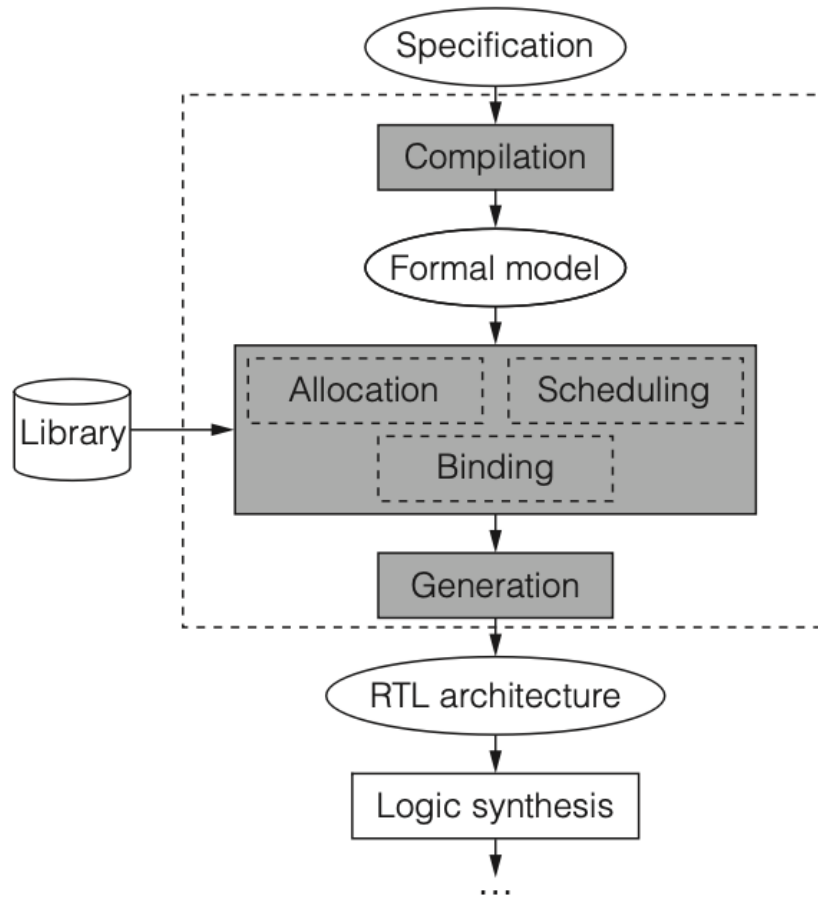 Specification
Compilation
Formal model
Allocation
Scheduling
Library
Binding
Generation
RTL architecture
Logic synthesis
...